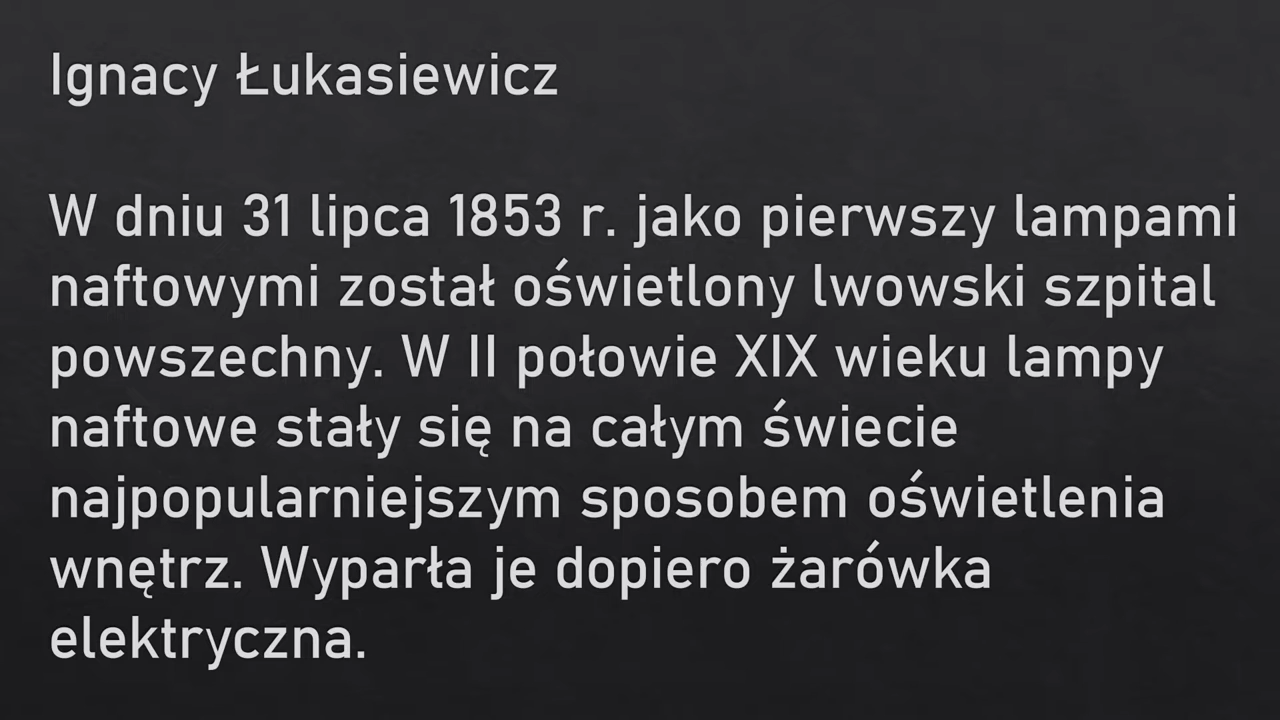 Ignacy Łukasiewicz
W dniu 31 lipca 1853 r. jako pierwszy lampami
naftowymi został oświetlony lwowski szpital
powszechny. W II połowie XIX wieku lampy
naftowe stały się na całym świecie
najpopularniejszym sposobem oświetlenia
wnętrz. Wyparła je dopiero żarówka
elektryczna.